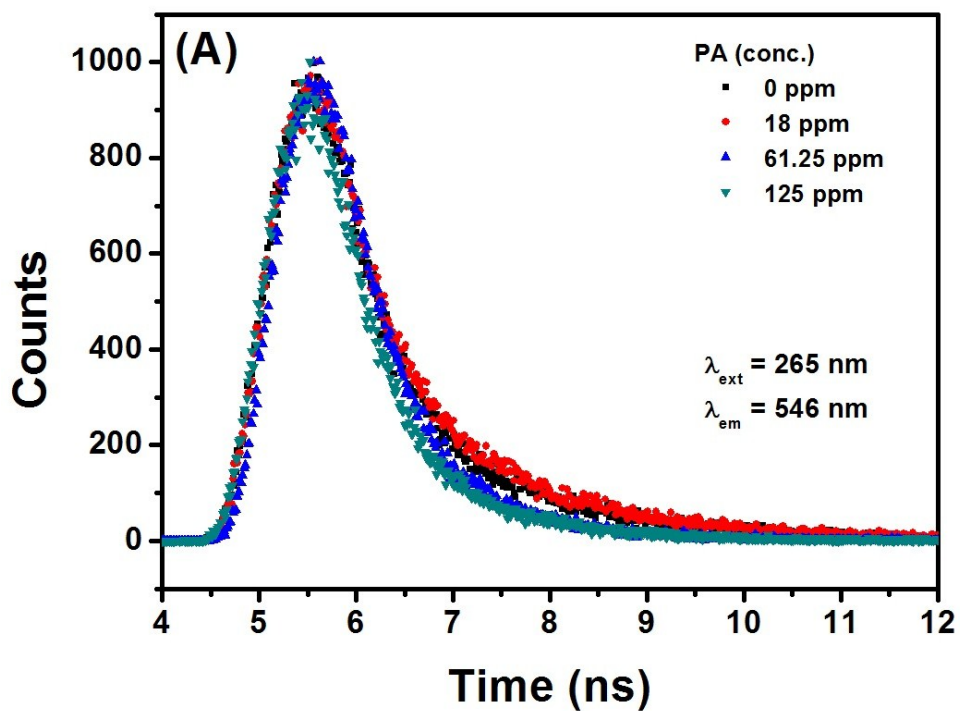 (A)
PA (conc.)
0 ppm
18 ppm
61.25 ppm
125 ppm
λext = 265 nm
λem = 546 nm
Counts
1000
800
600
400
200
0
4 5 6 7 8 9 10 11 12
Time (ns)